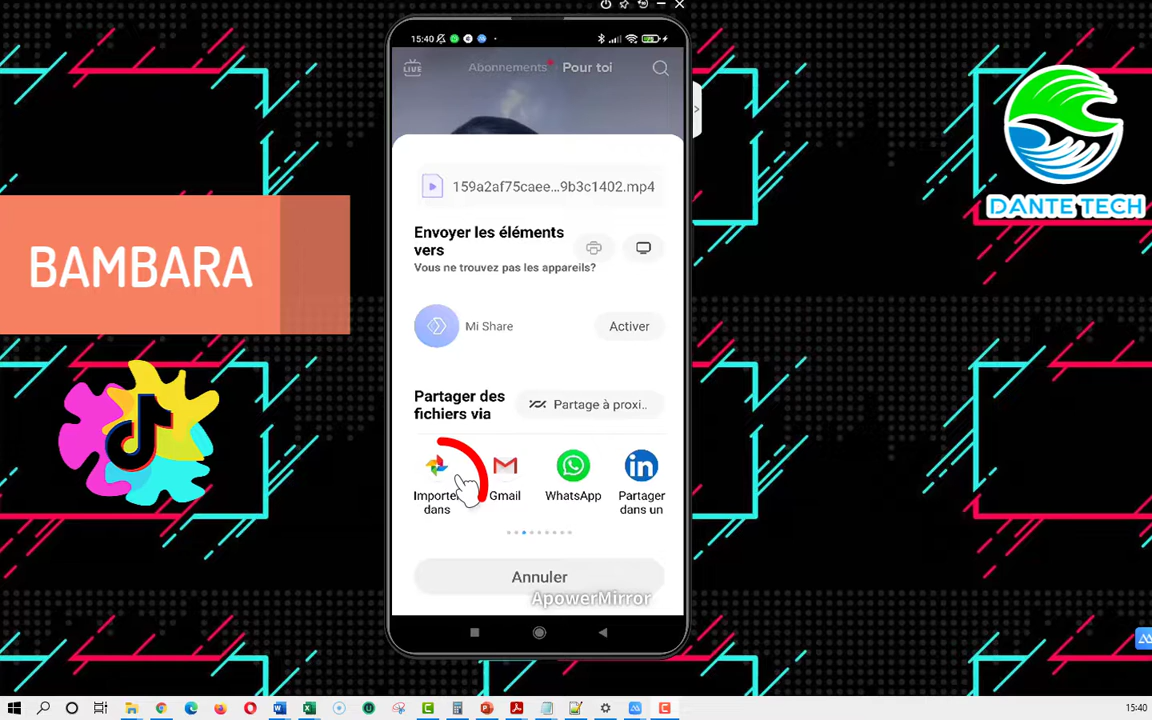 15:40
LIVE
Abonnements Pour toi
159a2af75caee...9b3c1402.mp4
Envoyer les éléments
vers
Vous ne trouvez pas les appareils?
Mi Share
Activer
Partager des
fichiers via
Partage à proxi..
Gmail
WhatsApp
Partager
dans un
dans
Annuler
ApowerMirror
BAMBARA
DANTE TECH
15:40